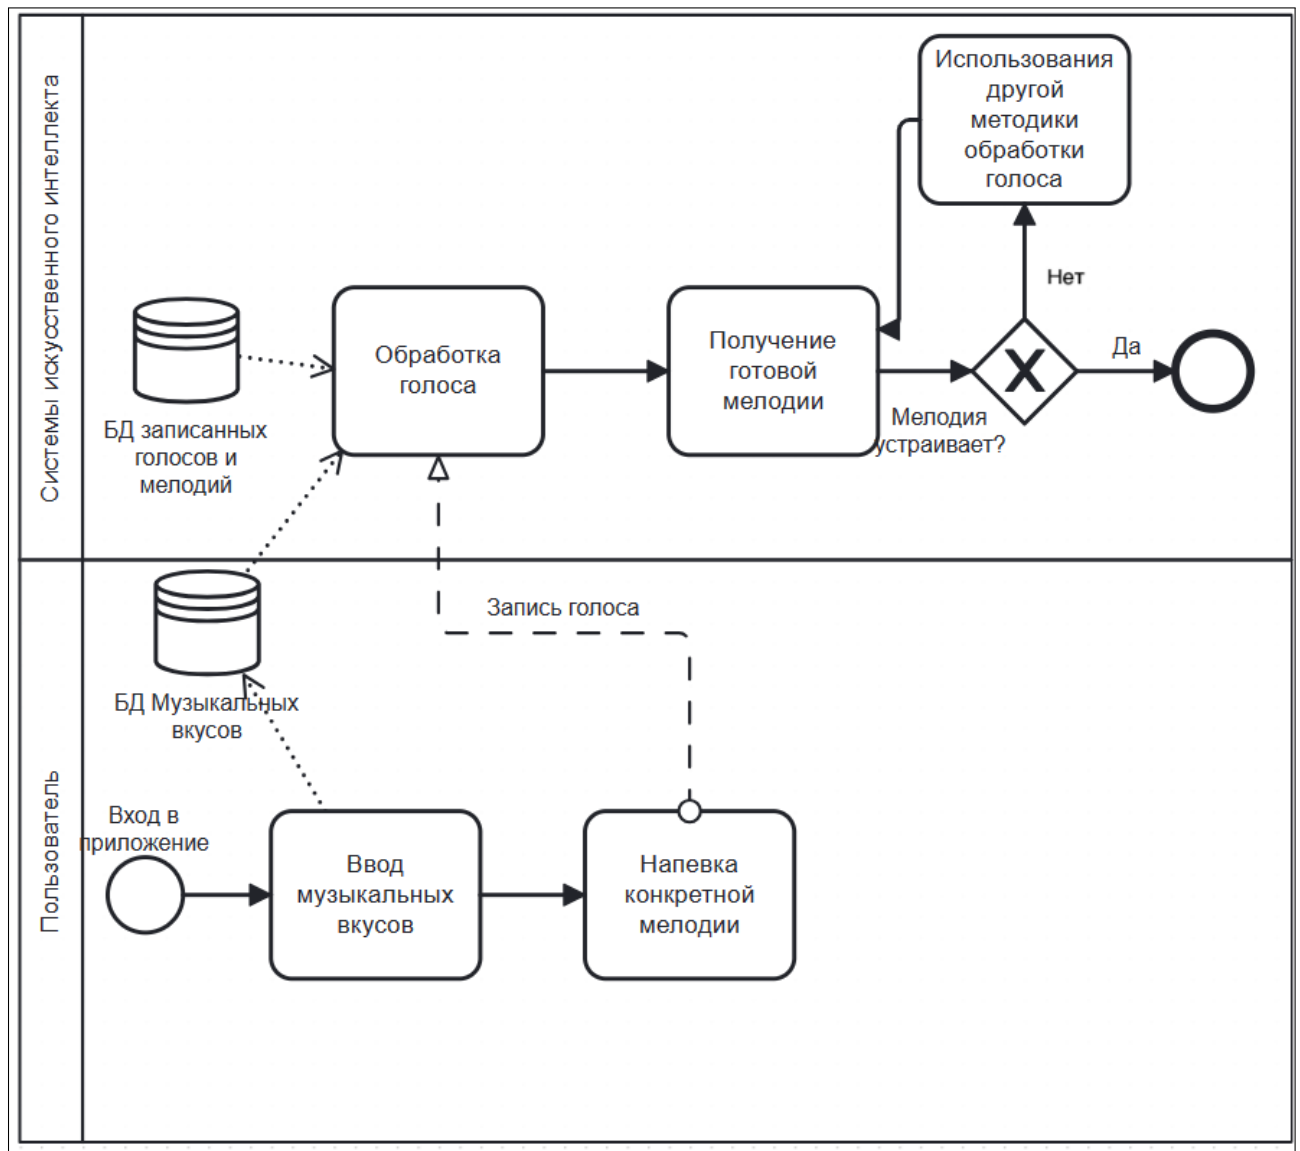 Системы искусственного интеллекта
Использования
другой
методики
обработки
голоса
Нет
Обработка
голоса
Получение
готовой
мелодии
Да
Мелодия
устраивает?
БД записанных
голосов и
мелодий
Пользователь
БД Музыкальных
вкусов
Запись голоса
Вход в
приложение
Ввод
музыкальных
вкусов
Напевка
конкретной
мелодии